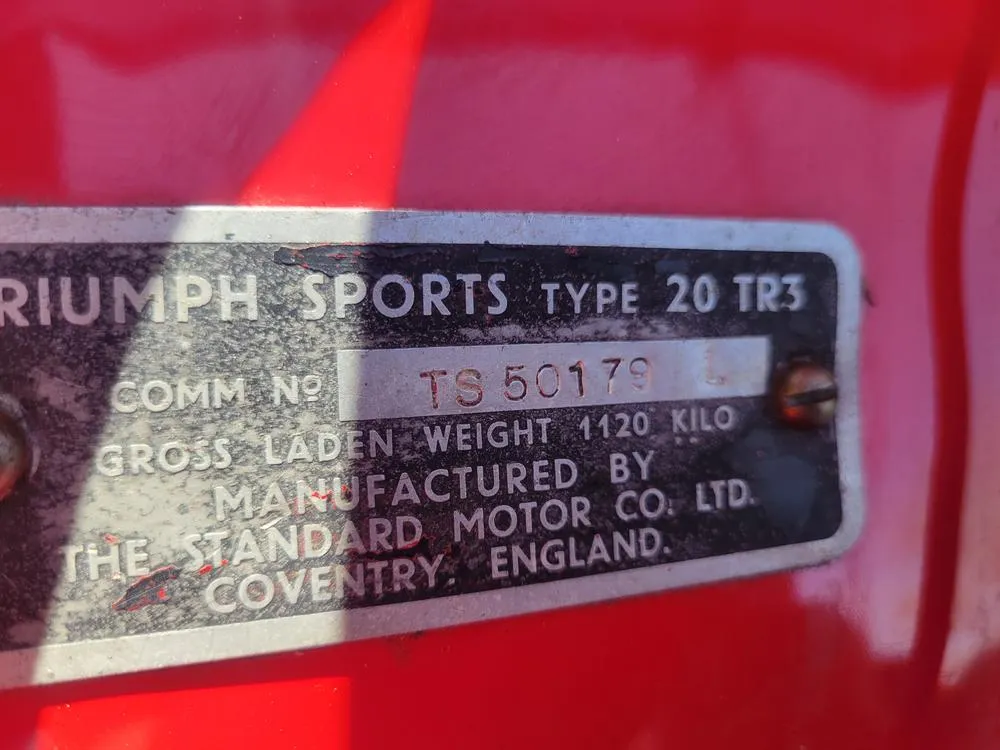 RIUMPH SPORTS TYPE 20 TR3
COMM Nº TS 50179 L
GROSS LADEN WEIGHT 1120 KILO
MANUFACTURED BY
THE STANDARD MOTOR CO. LTD.
COVENTRY. ENGLAND.